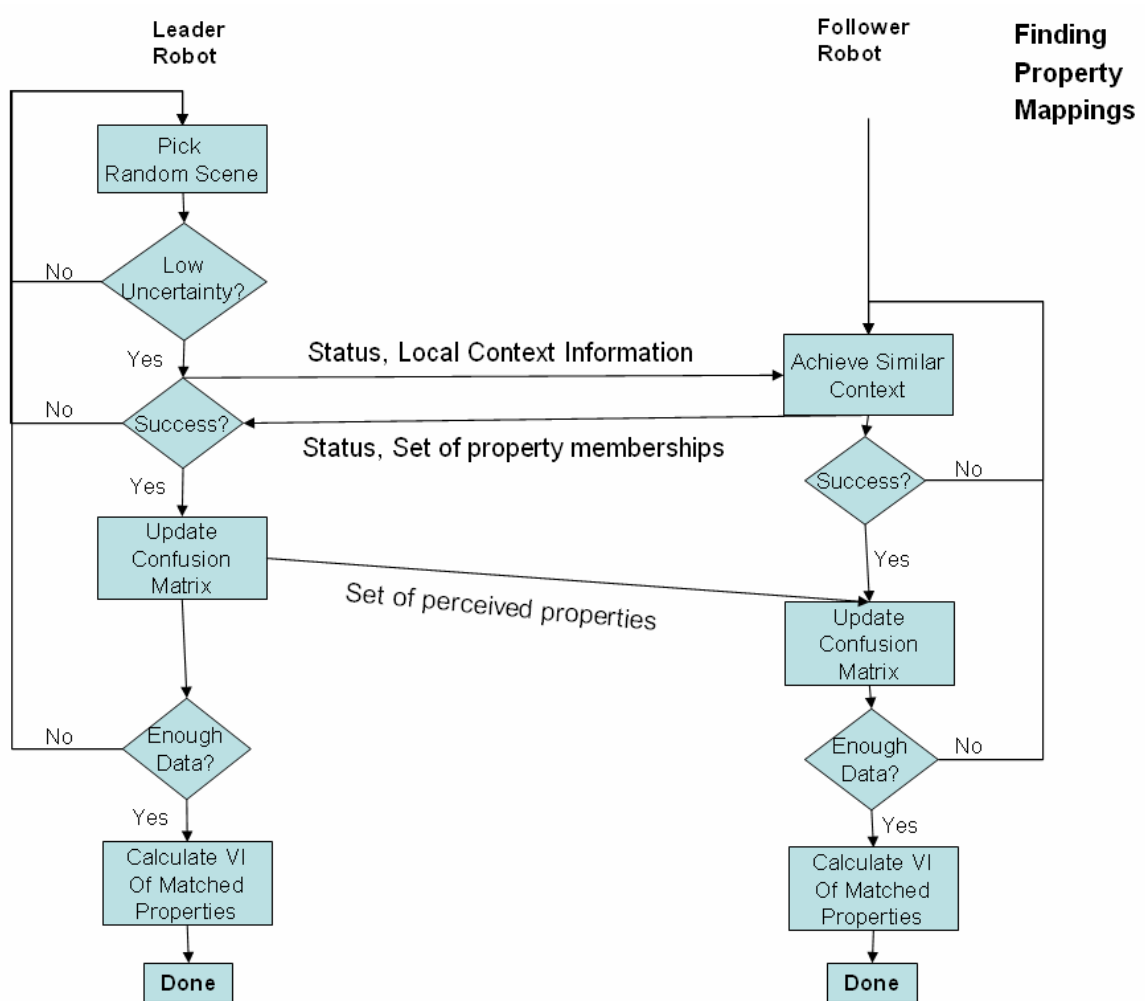 Leader
Robot
Follower
Robot
Finding
Property
Mappings
Pick
Random Scene
Low
Uncertainty?
No
Yes
Status, Local Context Information
Achieve Similar
Context
No
Success?
Status, Set of property memberships
Success?
No
Yes
Update
Confusion
Matrix
Yes
Set of perceived properties
Update
Confusion
Matrix
No
Enough
Data?
Enough
Data?
No
Yes
Yes
Calculate VI
Of Matched
Properties
Calculate VI
Of Matched
Properties
Done
Done